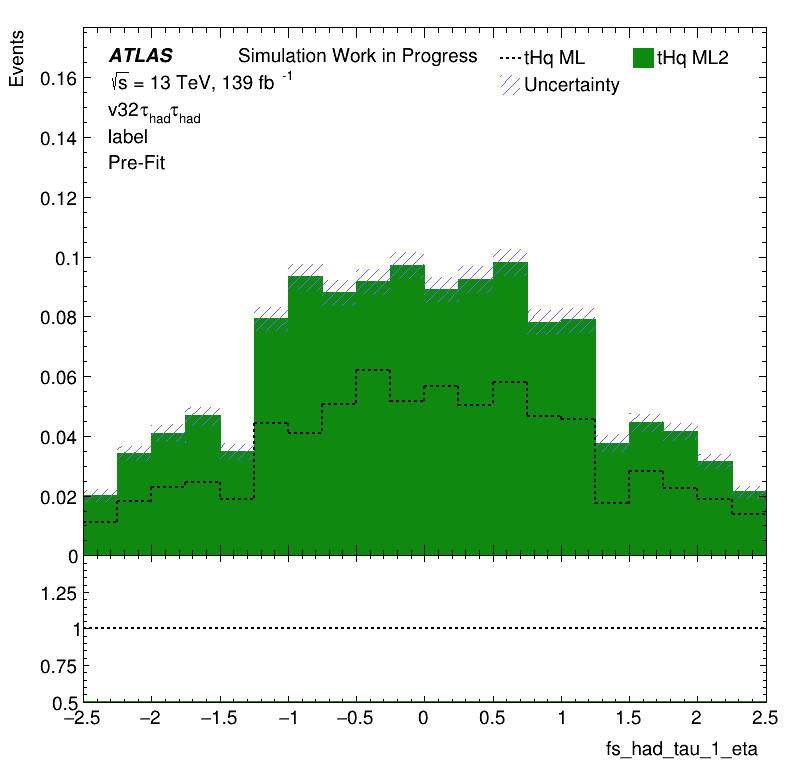 Events
ATLAS Simulation Work in Progress
√s = 13 TeV, 139 fb -1
v32τhadτhad
label
Pre-Fit
tHq ML
tHq ML2
Uncertainty
0.16
0.14
0.12
0.1
0.08
0.06
0.04
0.02
0
1.25
1
0.75
0.5
−2.5 −2 −1.5 −1 −0.5 0 0.5 1 1.5 2 2.5
fs_had_tau_1_eta